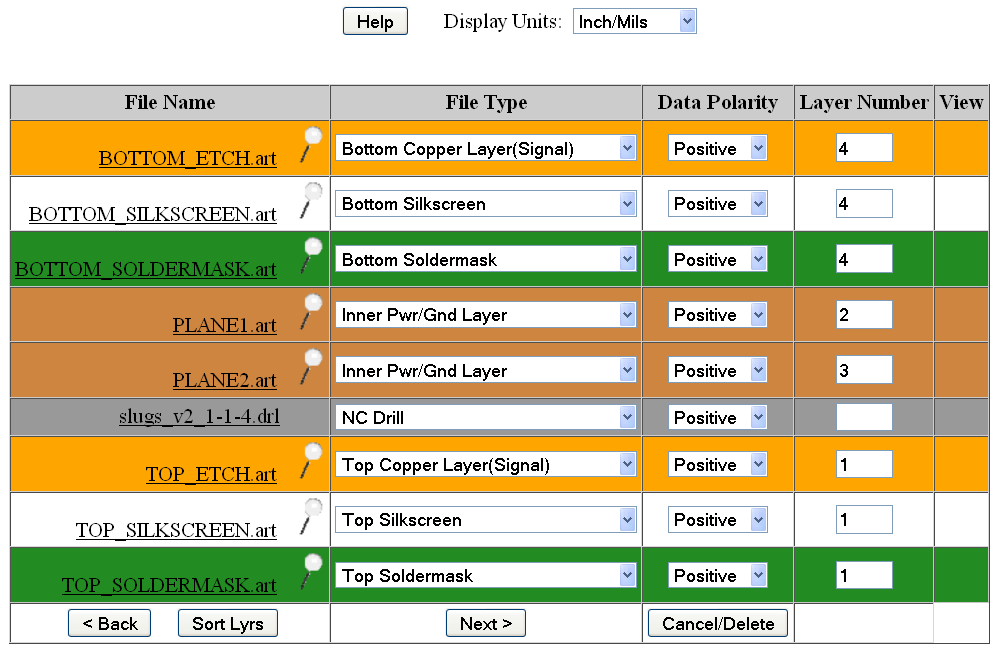 Help Display Units: Inch/Mils
File Name File Type Data Polarity Layer Number View
BOTTOM_ETCH.art Bottom Copper Layer(Signal) Positive 4
BOTTOM_SILKSCREEN.art Bottom Silkscreen Positive 4
BOTTOM_SOLDERMASK.art Bottom Soldermask Positive 4
PLANE1.art Inner Pwr/Gnd Layer Positive 2
PLANE2.art Inner Pwr/Gnd Layer Positive 3
slugs_v2_1-1-4.drl NC Drill Positive
TOP_ETCH.art Top Copper Layer(Signal) Positive 1
TOP_SILKSCREEN.art Top Silkscreen Positive 1
TOP_SOLDERMASK.art Top Soldermask Positive 1
< Back Sort Lyrs Next > Cancel/Delete